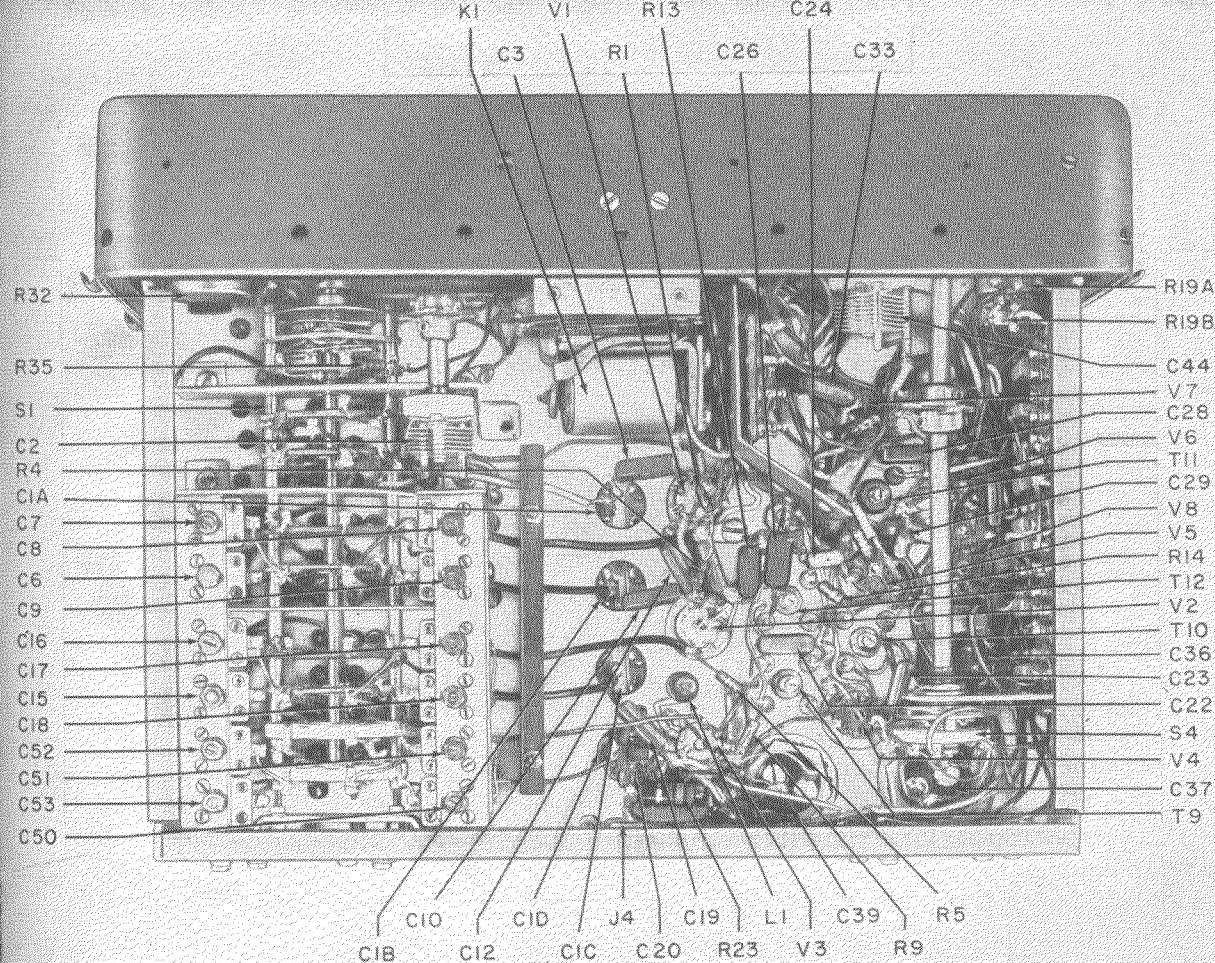 K1 V1 R13 C24
C3 R1 C26 C33
R32
R35
S1
C2
R4
C1A
C7
C8
C6
C9
C16
C17
C15
C18
C52
C51
C53
C50
R19A
R19B
C44
V7
C28
V6
T11
C29
V8
V5
R14
T12
V2
T10
C36
C23
C22
S4
V4
C37
T9
C10 C1D J4 C19 L1 C39 R5
C1B C12 C1C C20 R23 V3 R9